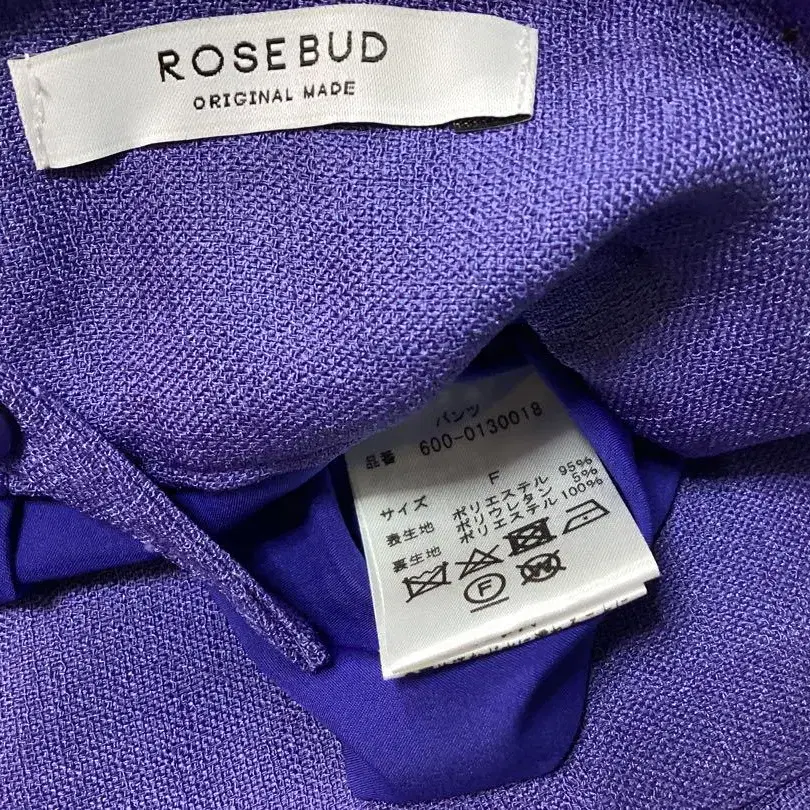 ROSEBUD
ORIGINAL MADE
パンツ
品番 600-0130018
サイズ F
表生地 ポリエステル 95%
ポリウレタン 5%
裏生地 ポリエステル 100%
F
W